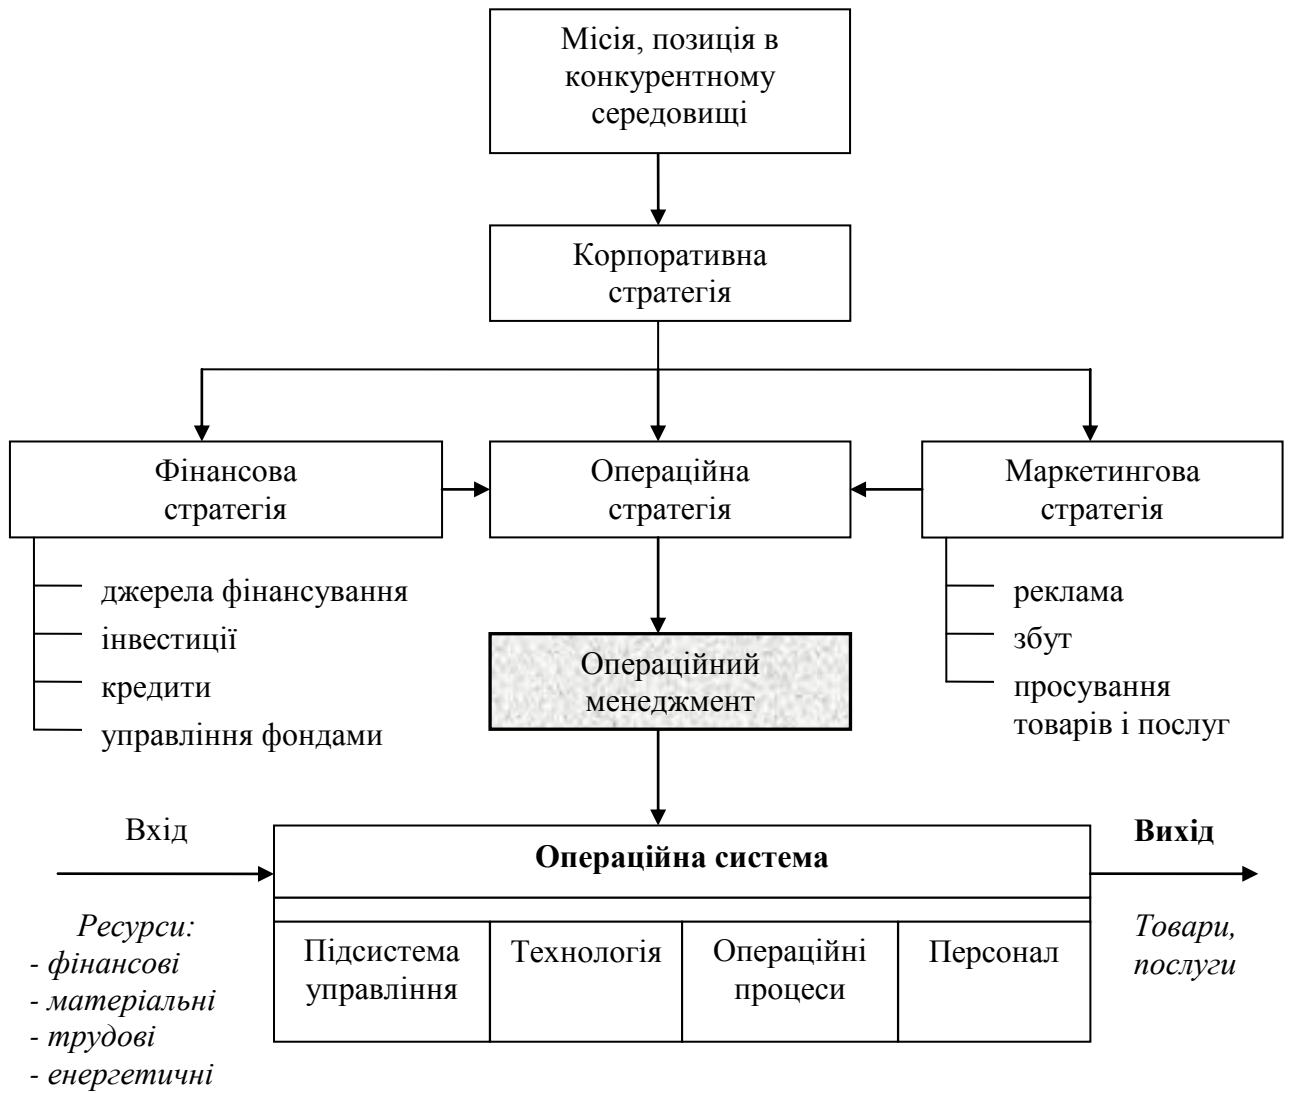 Місія, позиція в
конкурентному
середовищі
Корпоративна
стратегія
Фінансова
стратегія
Операційна
стратегія
Маркетингова
стратегія
джерела фінансування
інвестиції
кредити
управління фондами
Операційний
менеджмент
реклама
збут
просування
товарів і послуг
Вхід
Операційна система
Вихід
Ресурси:
- фінансові
- матеріальні
- трудові
- енергетичні
Підсистема
управління
Технологія
Операційні
процеси
Персонал
Товари,
послуги